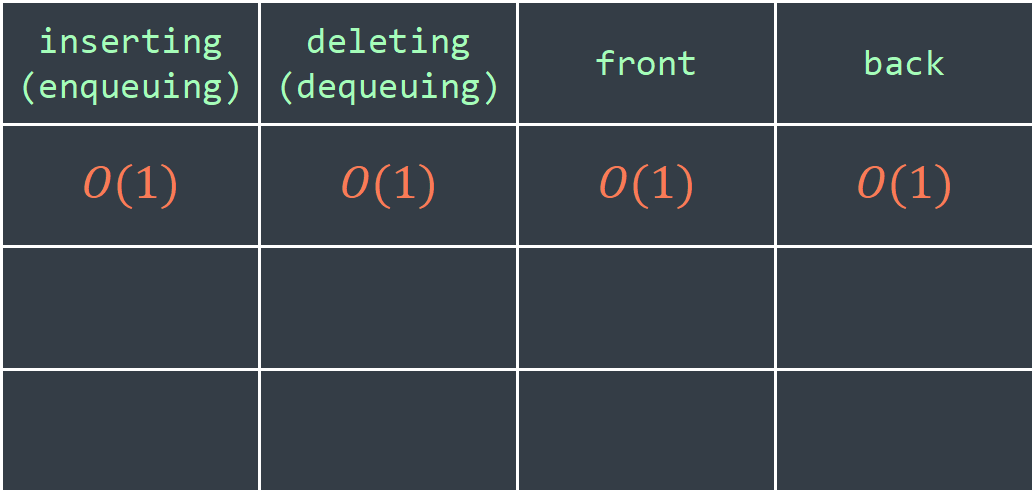 inserting
(enqueuing)
deleting
(dequeuing)
front
back
O(1)
O(1)
O(1)
O(1)